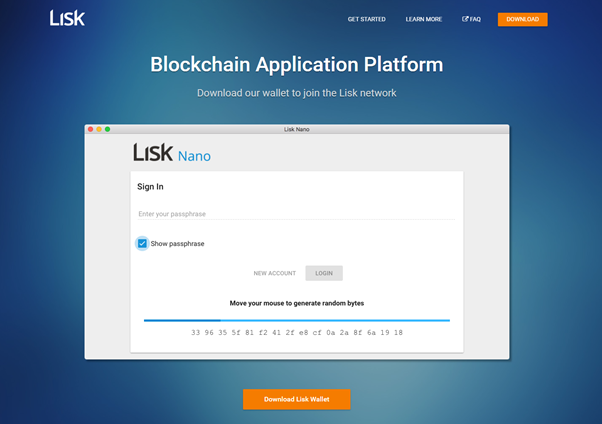 Lisk
GET STARTED LEARN MORE FAQ DOWNLOAD
Blockchain Application Platform
Download our wallet to join the Lisk network
Lisk Nano
Lisk Nano
Sign In
Enter your passphrase
Show passphrase
NEW ACCOUNT LOGIN
Move your mouse to generate random bytes
33 96 35 5f 81 f2 41 2f e8 cf 0a 2a 8f 6a 19 18
Download Lisk Wallet